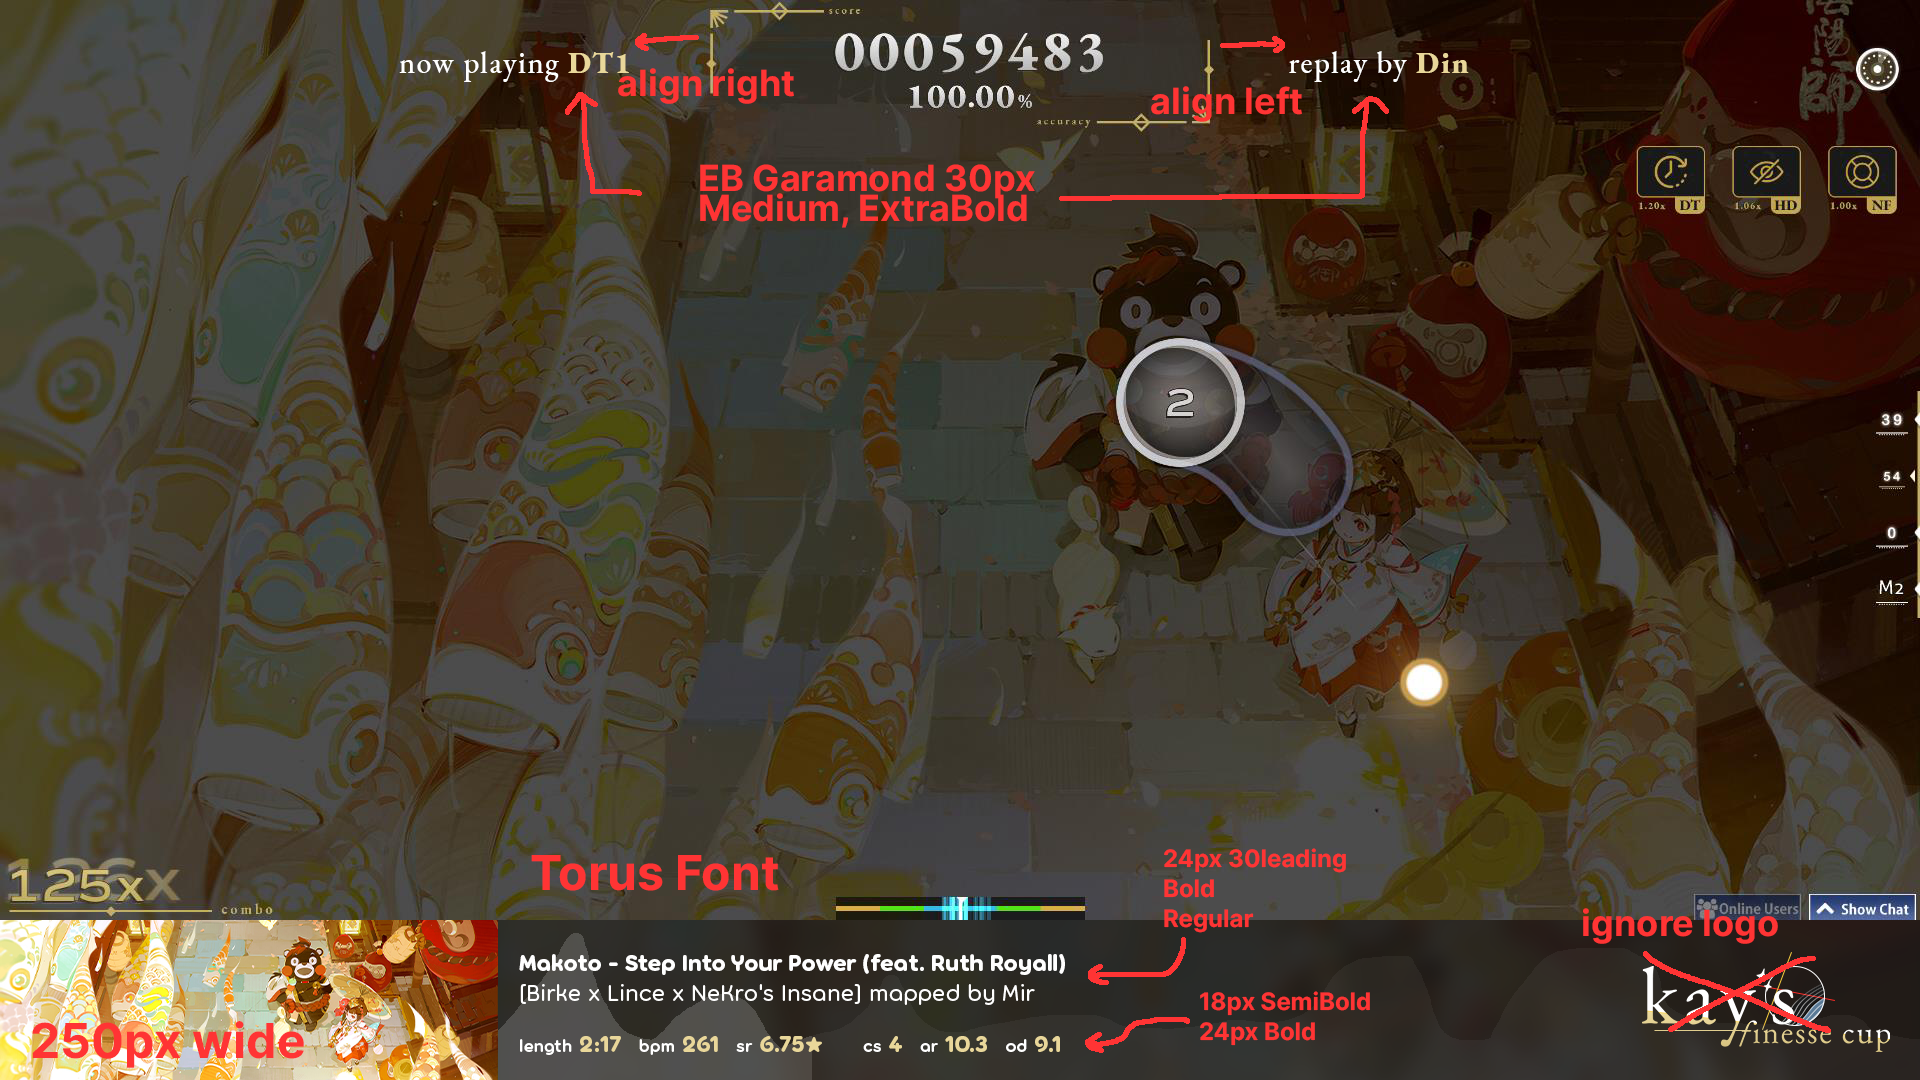 score
now playing DT1
00059483
replay by Din
align right
100.00%
align left
accuracy
EB Garamond 30px
Medium, ExtraBold
1.20x DT
1.06x HD
1.00x NF
陰陽師
2
39
54
0
M2
125x
combo
Torus Font
24px 30leading
Bold
Regular
Online Users
Show Chat
ignore logo
Makoto - Step Into Your Power (feat. Ruth Royall)
[Birke x Lince x NeKro's Insane] mapped by Mir
18px SemiBold
24px Bold
kay's
finesse cup
250px wide
length 2:17 bpm 261 sr 6.75★ cs 4 ar 10.3 od 9.1